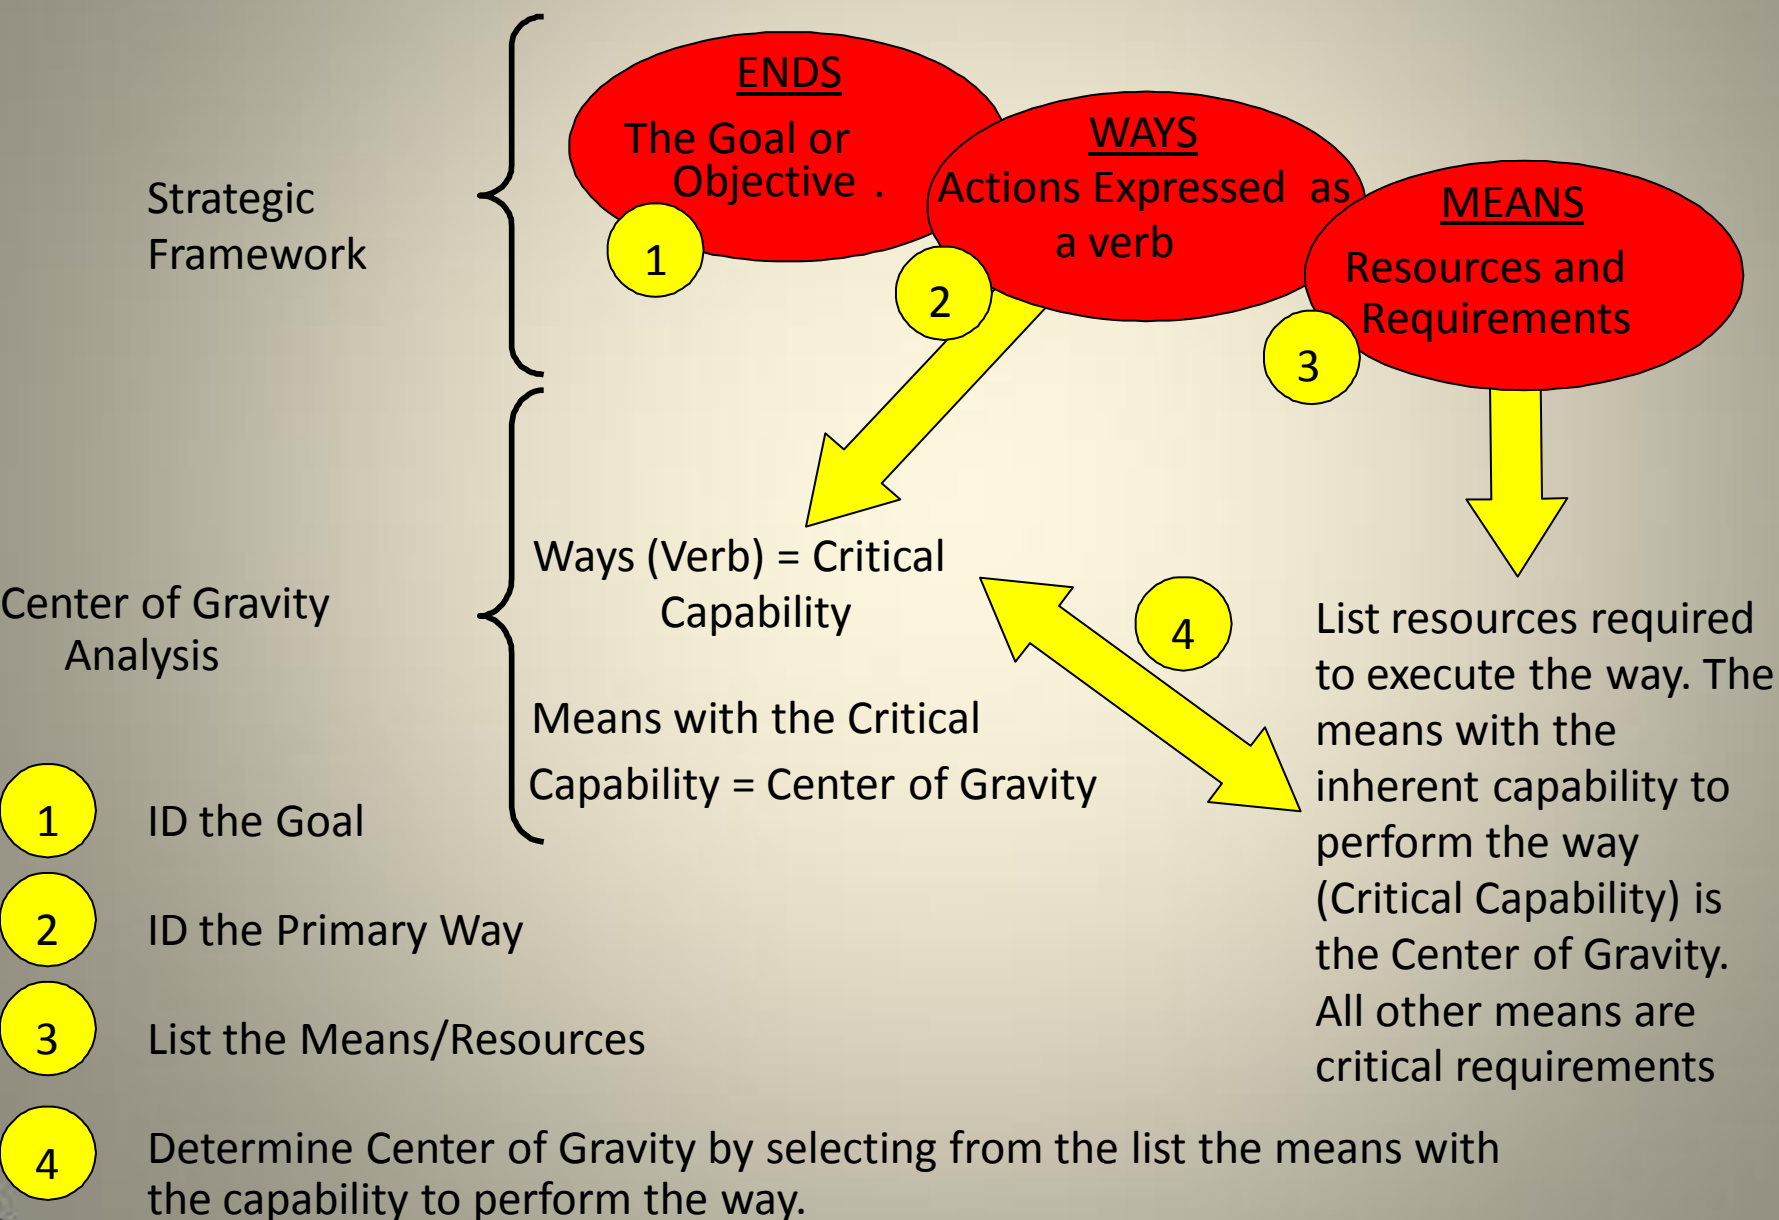 ENDS
The Goal or
Objective .
1
WAYS
Actions Expressed as
a verb
2
MEANS
Resources and
Requirements
3
Strategic
Framework
Center of Gravity
Analysis
Ways (Verb) = Critical
Capability
Means with the Critical
Capability = Center of Gravity
4
List resources required
to execute the way. The
means with the
inherent capability to
perform the way
(Critical Capability) is
the Center of Gravity.
All other means are
critical requirements
1 ID the Goal
2 ID the Primary Way
3 List the Means/Resources
4 Determine Center of Gravity by selecting from the list the means with
the capability to perform the way.